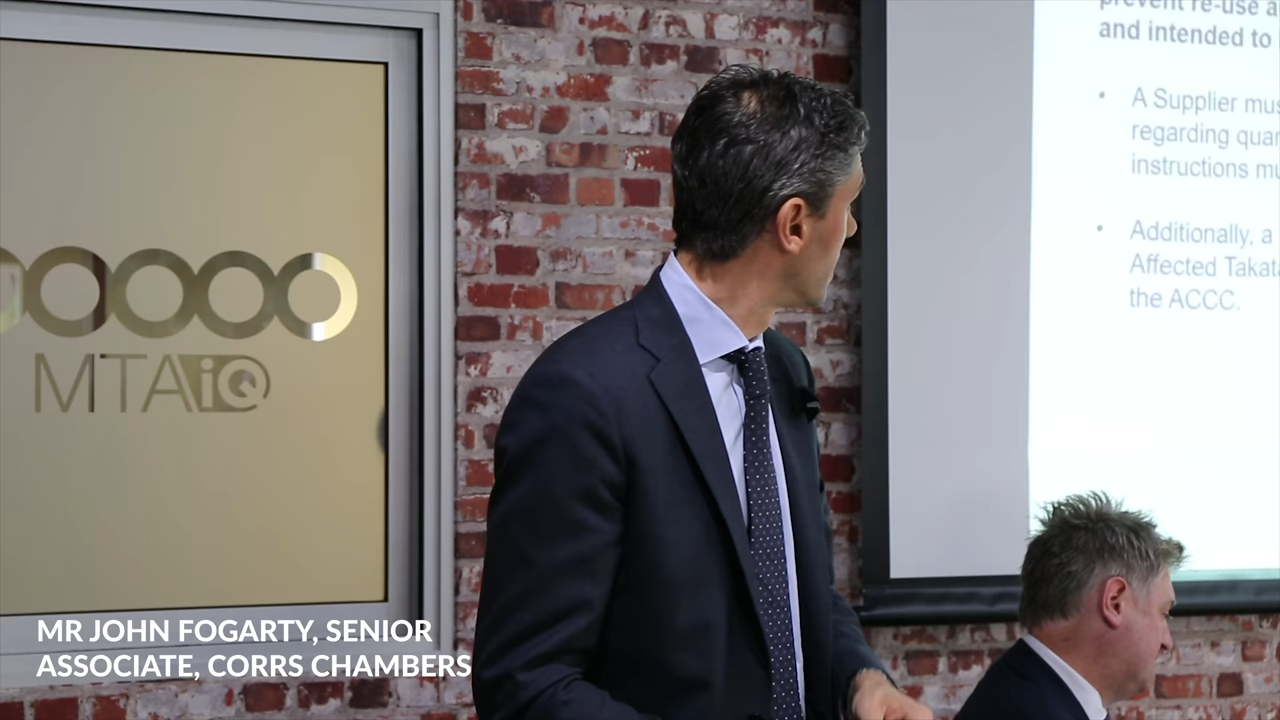 MTAiQ
prevent re-use a
and intended to
• A Supplier mus
regarding quar
instructions mu
• Additionally, a
Affected Takata
the ACCC.
MR JOHN FOGARTY, SENIOR
ASSOCIATE, CORRS CHAMBERS